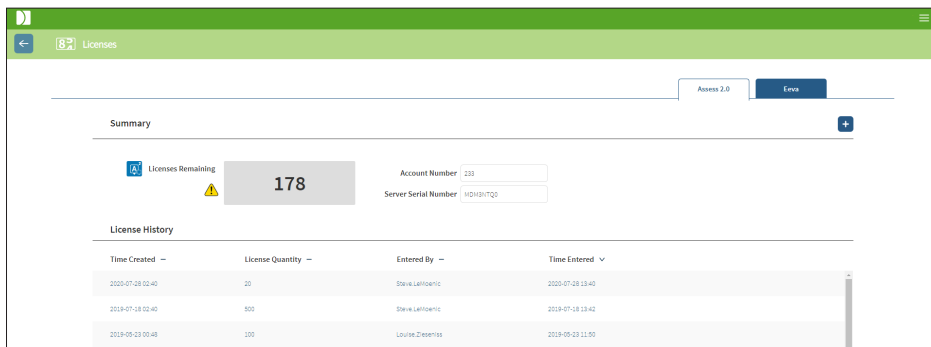 Licenses
Assess 2.0 Eeva
Summary
Licenses Remaining
178
Account Number 233
Server Serial Number MDM3NTQ0
License History
Time Created License Quantity Entered By Time Entered
2020-07-28 02:40 20 Steve.LeMoenic 2020-07-28 13:40
2019-07-18 02:40 500 Steve.LeMoenic 2019-07-18 13:42
2019-05-23 00:48 100 Louise.Zieseniss 2019-05-23 11:50